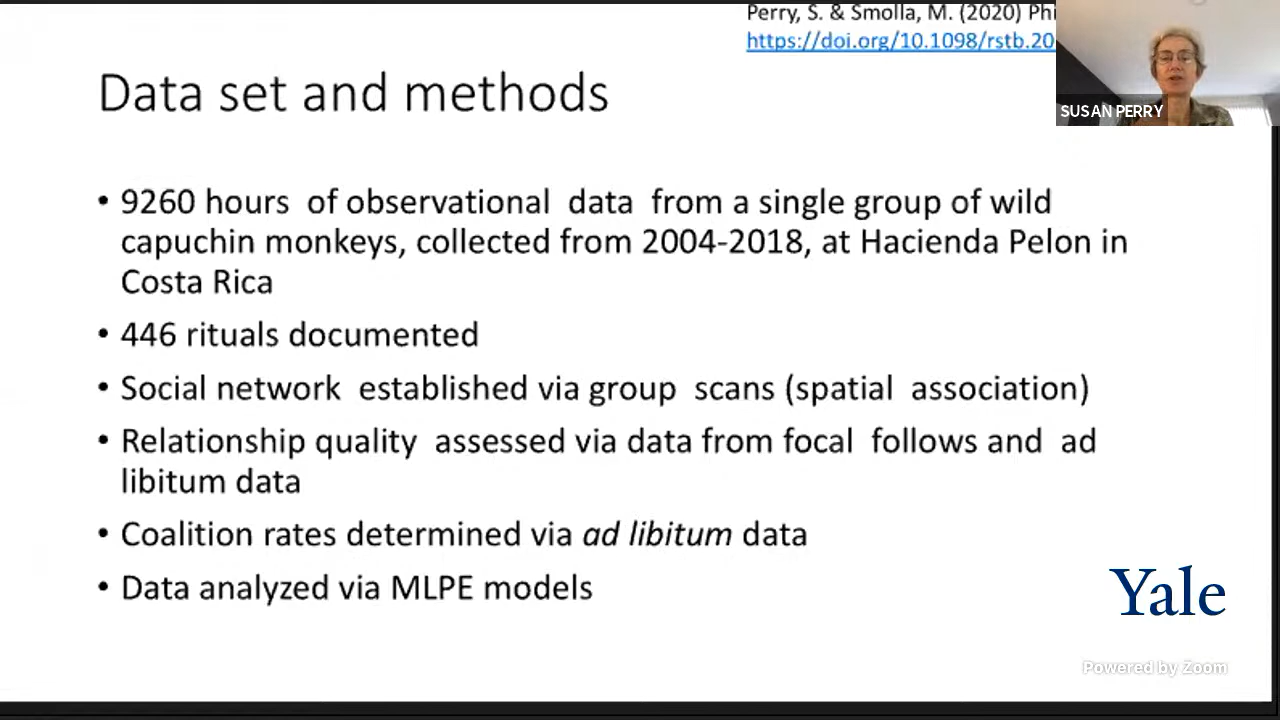 Perry, S. & Smolla, M. (2020) Phi
https://doi.org/10.1098/rstb.20
SUSAN PERRY
Data set and methods
• 9260 hours of observational data from a single group of wild
capuchin monkeys, collected from 2004-2018, at Hacienda Pelon in
Costa Rica
• 446 rituals documented
• Social network established via group scans (spatial association)
• Relationship quality assessed via data from focal follows and ad
libitum data
• Coalition rates determined via ad libitum data
• Data analyzed via MLPE models
Yale
Powered by Zoom